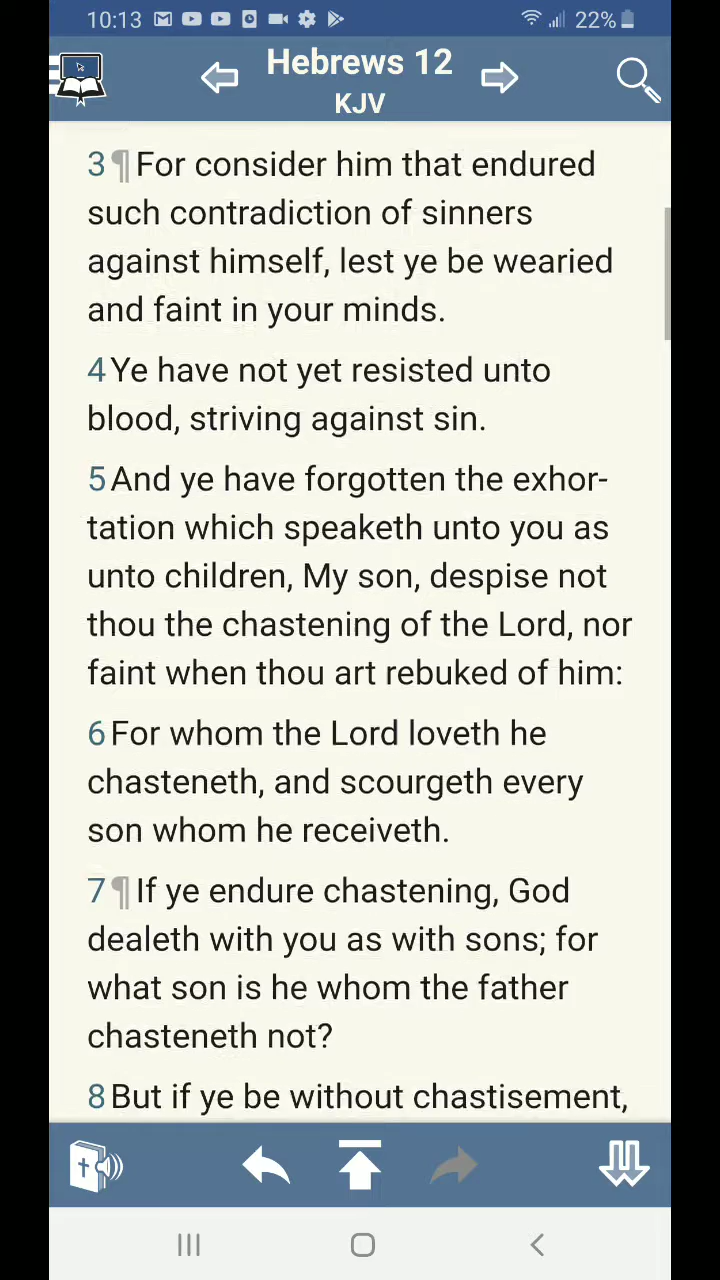 10:13
22%
Hebrews 12
KJV
3 ¶ For consider him that endured
such contradiction of sinners
against himself, lest ye be wearied
and faint in your minds.
4 Ye have not yet resisted unto
blood, striving against sin.
5 And ye have forgotten the exhor-
tation which speaketh unto you as
unto children, My son, despise not
thou the chastening of the Lord, nor
faint when thou art rebuked of him:
6 For whom the Lord loveth he
chasteneth, and scourgeth every
son whom he receiveth.
7 ¶ If ye endure chastening, God
dealeth with you as with sons; for
what son is he whom the father
chasteneth not?
8 But if ye be without chastisement,